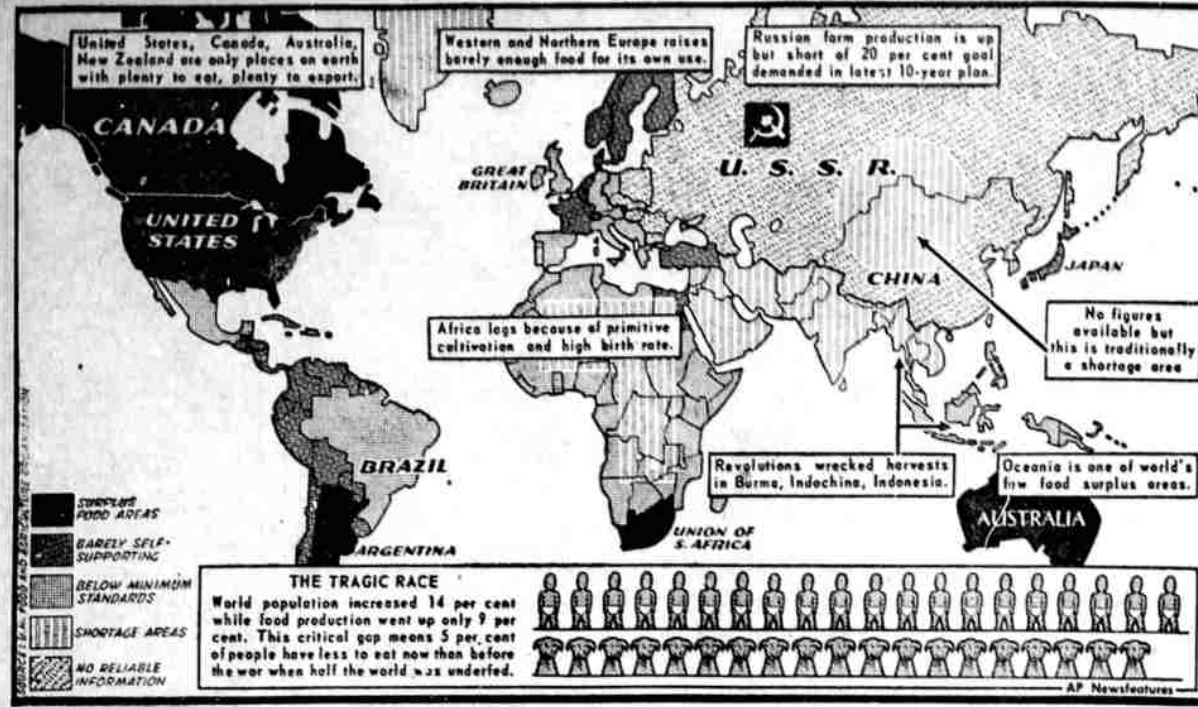 United States, Canada, Australia,
New Zealand are only places on earth
with plenty to eat, plenty to export.
Western and Northern Europe raises
barely enough food for its own use.
Russian farm production is up
but short of 20 per cent goal
demanded in latest 10-year plan.
CANADA
UNITED
STATES
GREAT
BRITAIN
U. S. S. R.
CHINA
JAPAN
No figures
available but
this is traditionally
a shortage area
Africa lags because of primitive
cultivation and high birth rate.
BRAZIL
ARGENTINA
UNION OF
S. AFRICA
Revolutions wrecked harvests
in Burma, Indochina, Indonesia.
Oceania is one of world's
few food surplus areas.
AUSTRALIA
SURPLUS
FOOD AREAS
BARELY SELF-
SUPPORTING
BELOW MINIMUM
STANDARDS
SHORTAGE AREAS
NO RELIABLE
INFORMATION
FOOD AND AGRICULTURE
THE TRAGIC RACE
World population increased 14 per cent
while food production went up only 9 per
cent. This critical gap means 5 per cent
of people have less to eat now than before
the war when half the world was underfed.
AP Newsfeatures